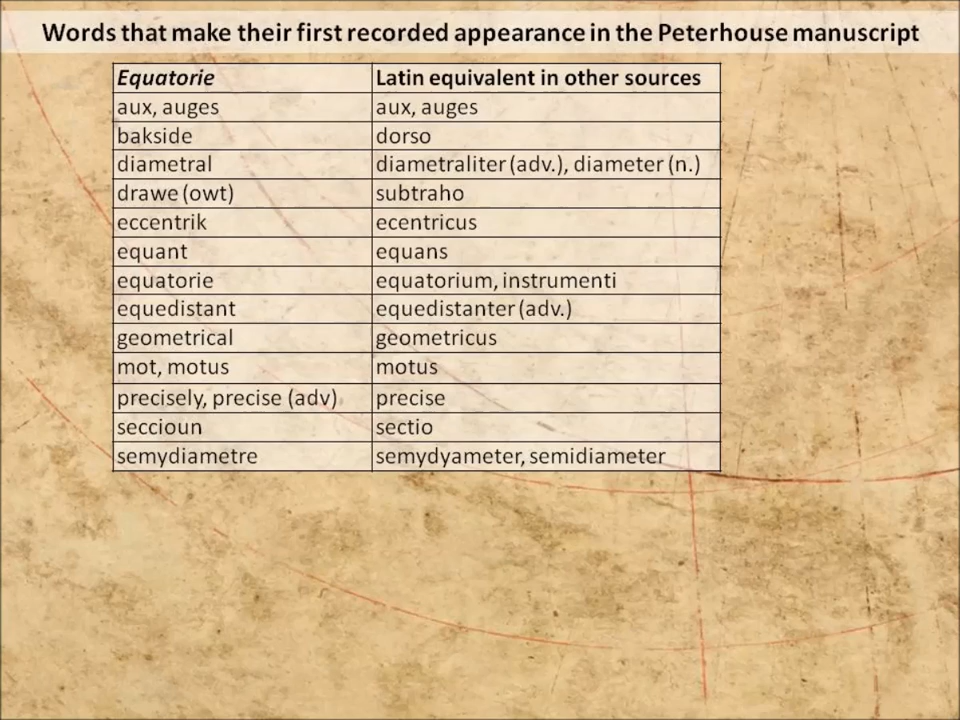 Words that make their first recorded appearance in the Peterhouse manuscript
Equatorie Latin equivalent in other sources
aux, auges aux, auges
bakside dorso
diametral diametraliter (adv.), diameter (n.)
drawe (owt) subtraho
eccentrik ecentricus
equant equans
equatorie equatorium, instrumenti
equedistant equedistanter (adv.)
geometrical geometricus
mot, motus motus
precisely, precise (adv) precise
seccioun sectio
semydiametre semydyameter, semidiameter